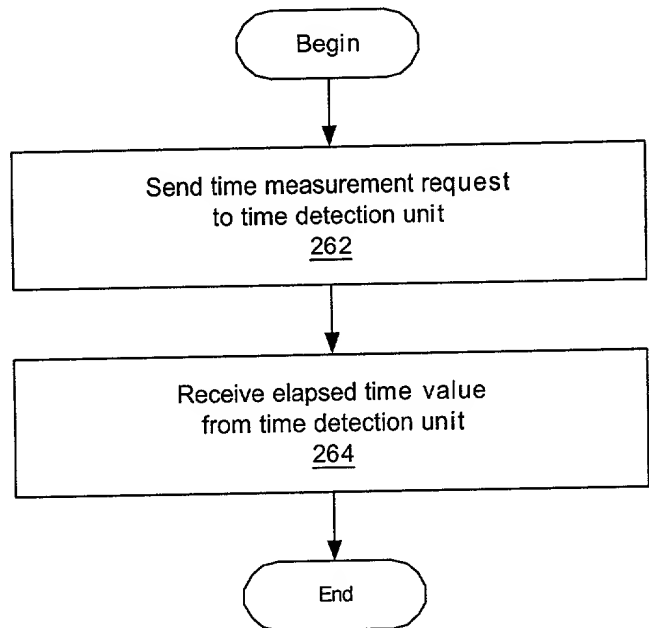 Begin
Send time measurement request
to time detection unit
262
Receive elapsed time value
from time detection unit
264
End